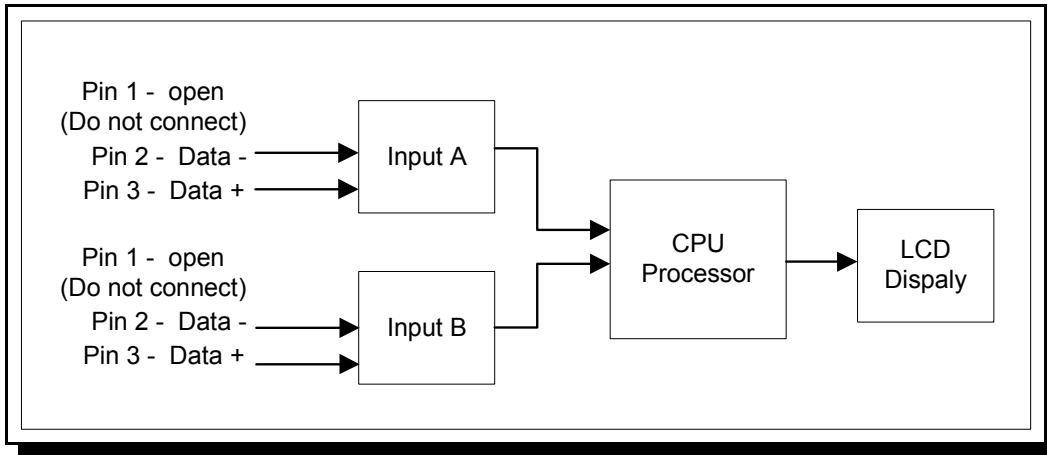 Pin 1 - open
(Do not connect)
Pin 2 - Data -
Pin 3 - Data +
Input A
Pin 1 - open
(Do not connect)
Pin 2 - Data -
Pin 3 - Data +
Input B
CPU
Processor
LCD
Dispaly